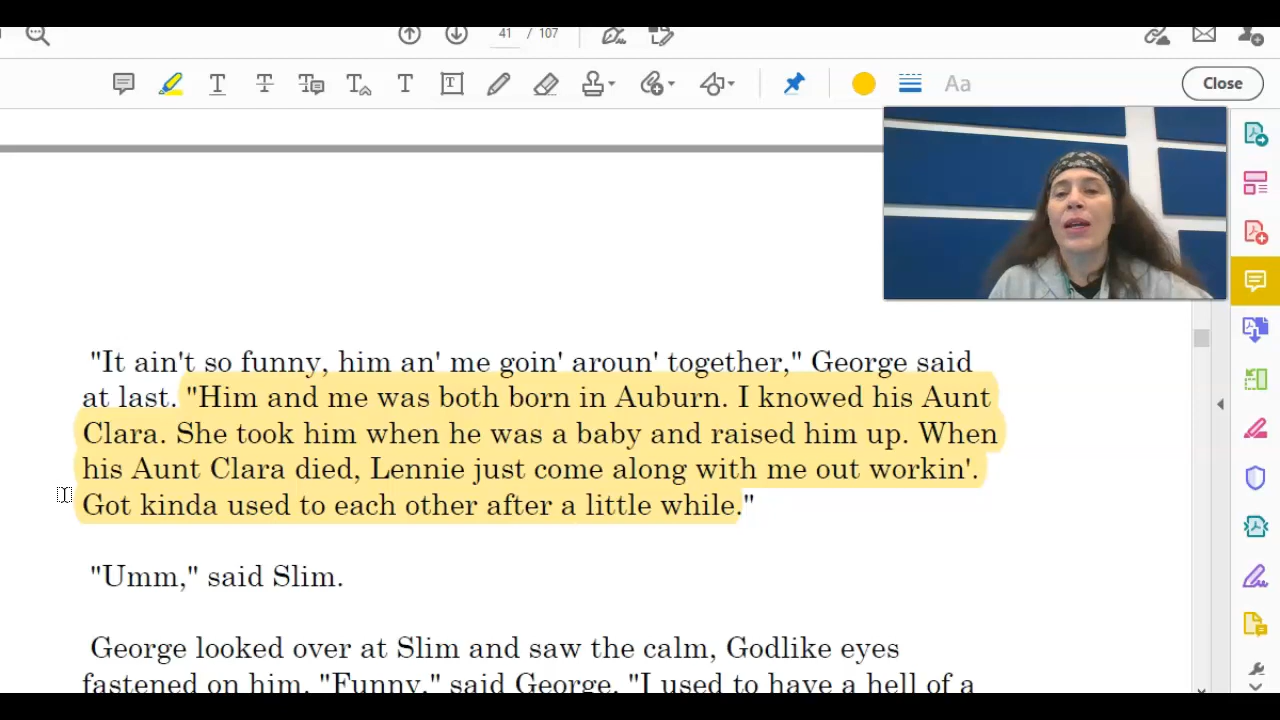 41 / 107
Aa
Close
"It ain't so funny, him an' me goin' aroun' together," George said
at last. "Him and me was both born in Auburn. I knowed his Aunt
Clara. She took him when he was a baby and raised him up. When
his Aunt Clara died, Lennie just come along with me out workin'.
Got kinda used to each other after a little while."
"Umm," said Slim.
George looked over at Slim and saw the calm, Godlike eyes
fastened on him. "Funny," said George. "I used to have a hell of a